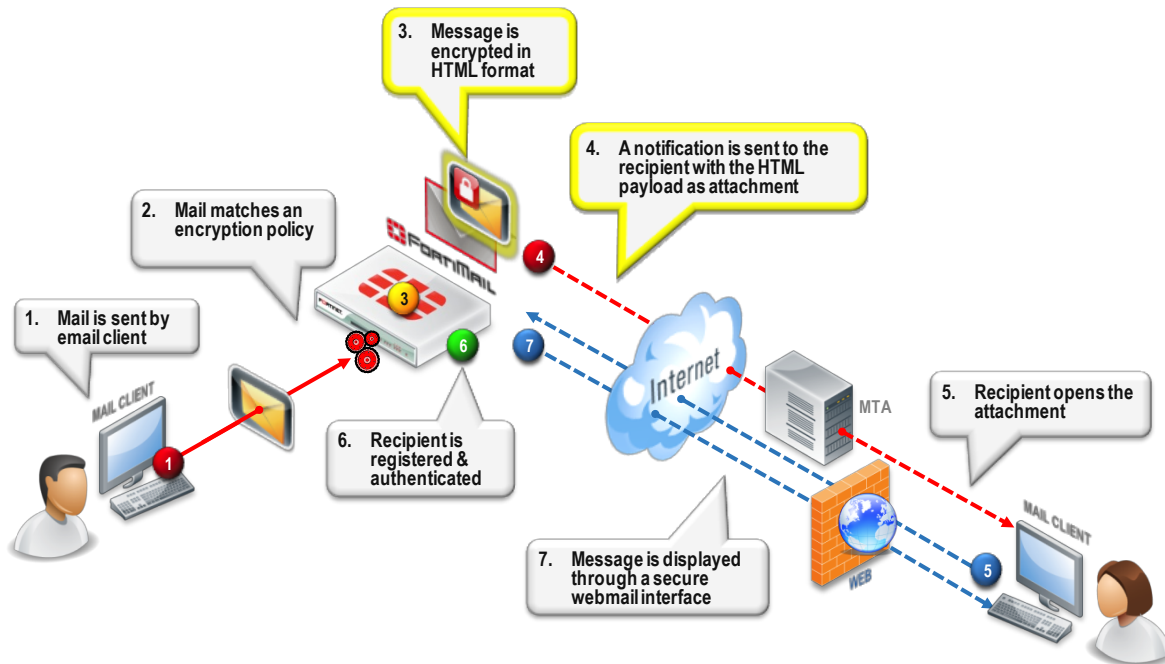 3. Message is
encrypted in
HTML format
4. A notification is sent to the
recipient with the HTML
payload as attachment
2. Mail matches an
encryption policy
FORTIMAIL
4
3
FORTINET
1. Mail is sent by
email client
6
7
Internet
MTA
5. Recipient opens the
attachment
MAIL CLIENT
1
6. Recipient is
registered &
authenticated
MAIL CLIENT
7. Message is displayed
through a secure
webmail interface
WEB
5